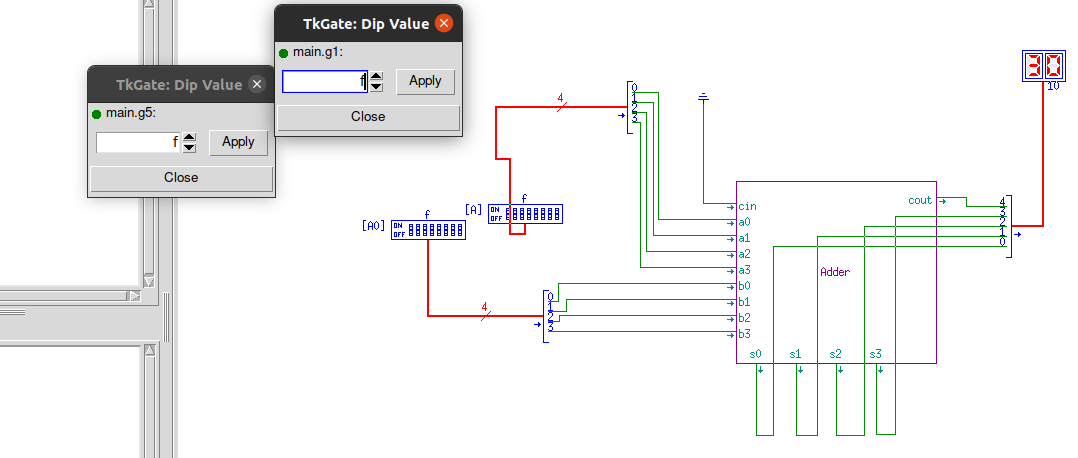 TkGate: Dip Value
main.g1:
f
Apply
Close
TkGate: Dip Value
main.g5:
f
Apply
Close
30
10
4
0
1
2
3
[A]
f
ON
OFF
[A0]
f
ON
OFF
4
0
1
2
3
cin
a0
a1
a2
a3
b0
b1
b2
b3
Adder
cout
s0 s1 s2 s3
4
3
2
1
0